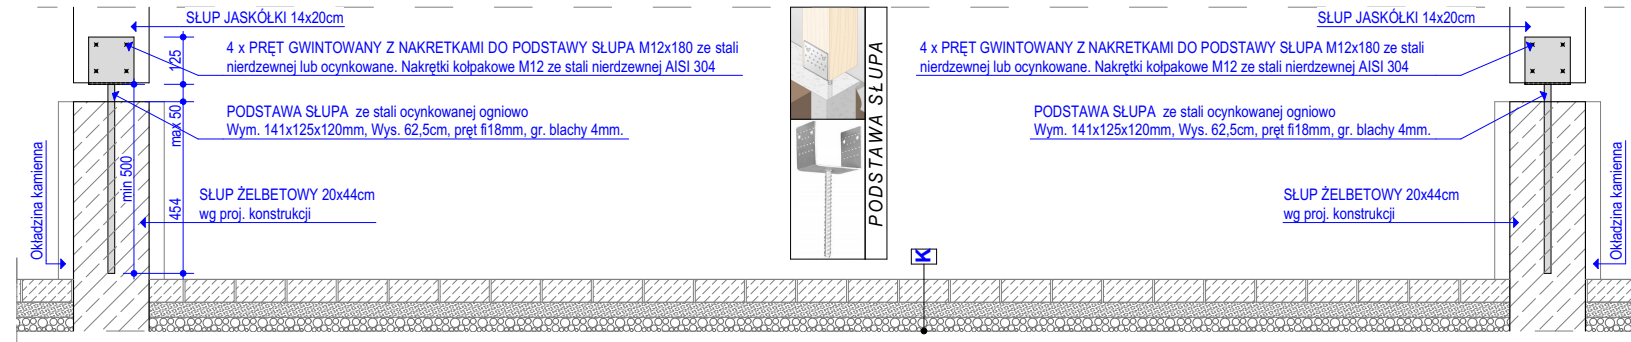 SŁUP JASKÓŁKI 14x20cm
4 x PRĘT GWINTOWANY Z NAKRETKAMI DO PODSTAWY SŁUPA M12x180 ze stali
nierdzewnej lub ocynkowane. Nakrętki kołpakowe M12 ze stali nierdzewnej AISI 304
125
PODSTAWA SŁUPA ze stali ocynkowanej ogniowo
Wym. 141x125x120mm, Wys. 62,5cm, pręt fi18mm, gr. blachy 4mm.
max 50
min 500
454
SŁUP ŻELBETOWY 20x44cm
wg proj. konstrukcji
Okładzina kamienna
PODSTAWA SŁUPA
K
SŁUP JASKÓŁKI 14x20cm
4 x PRĘT GWINTOWANY Z NAKRETKAMI DO PODSTAWY SŁUPA M12x180 ze stali
nierdzewnej lub ocynkowane. Nakrętki kołpakowe M12 ze stali nierdzewnej AISI 304
PODSTAWA SŁUPA ze stali ocynkowanej ogniowo
Wym. 141x125x120mm, Wys. 62,5cm, pręt fi18mm, gr. blachy 4mm.
SŁUP ŻELBETOWY 20x44cm
wg proj. konstrukcji
Okładzina kamienna